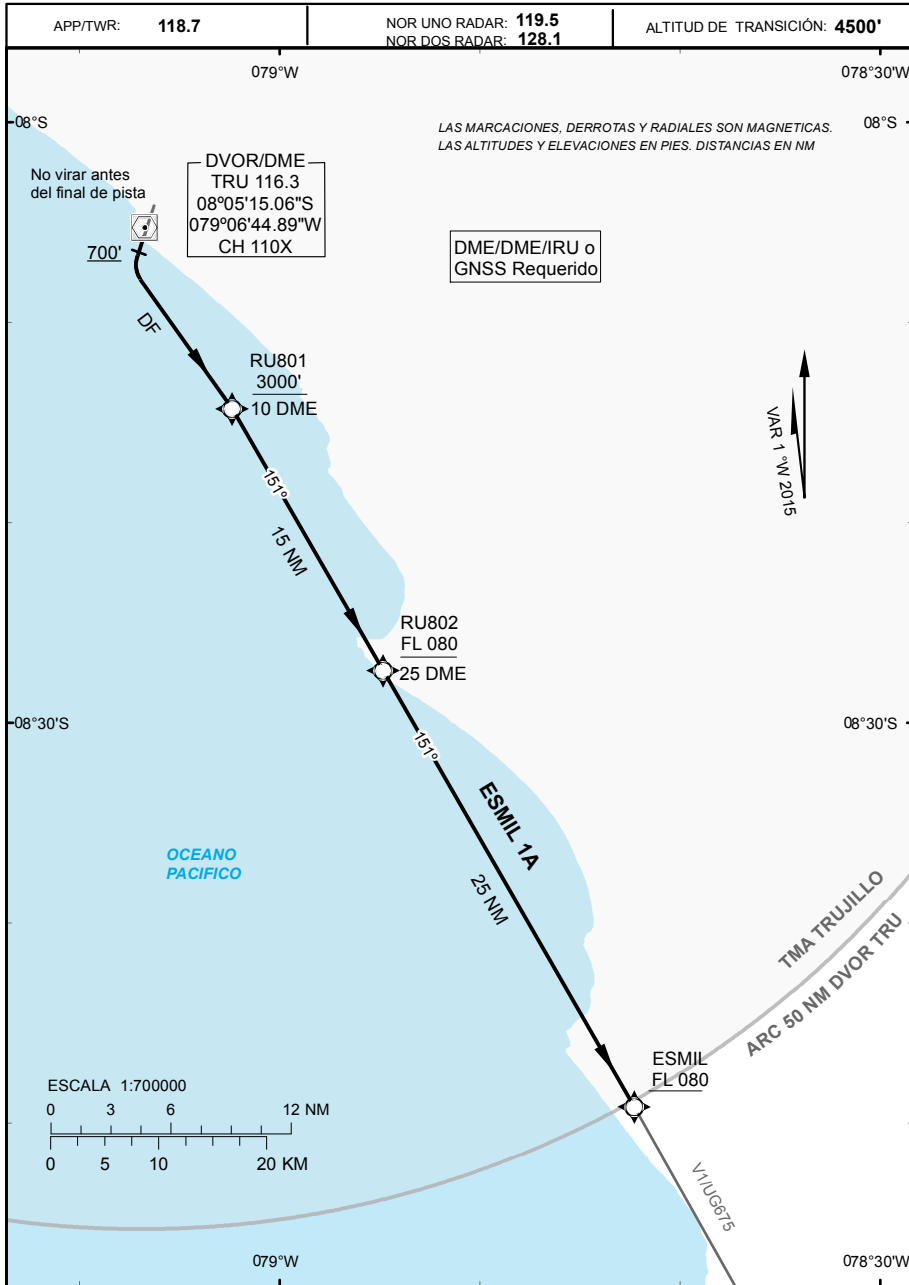 APP/TWR: 118.7
NOR UNO RADAR: 119.5
NOR DOS RADAR: 128.1
ALTITUD DE TRANSICIÓN: 4500'
079°W
078°30'W
08°S
08°S
LAS MARCACIONES, DERROTAS Y RADIALES SON MAGNETICAS.
LAS ALTITUDES Y ELEVACIONES EN PIES. DISTANCIAS EN NM
No virar antes
del final de pista
DVOR/DME
TRU 116.3
08º05'15.06"S
079º06'44.89"W
CH 110X
700'
DME/DME/IRU o
GNSS Requerido
DF
RU801
3000'
10 DME
VAR 1 °W 2015
151º
15 NM
RU802
FL 080
25 DME
08°30'S
08°30'S
151º
ESMIL 1A
25 NM
OCEANO
PACIFICO
TMA TRUJILLO
ARC 50 NM DVOR TRU
ESMIL
FL 080
ESCALA 1:700000
0 3 6 12 NM
0 5 10 20 KM
V1/UG675
079°W
078°30'W